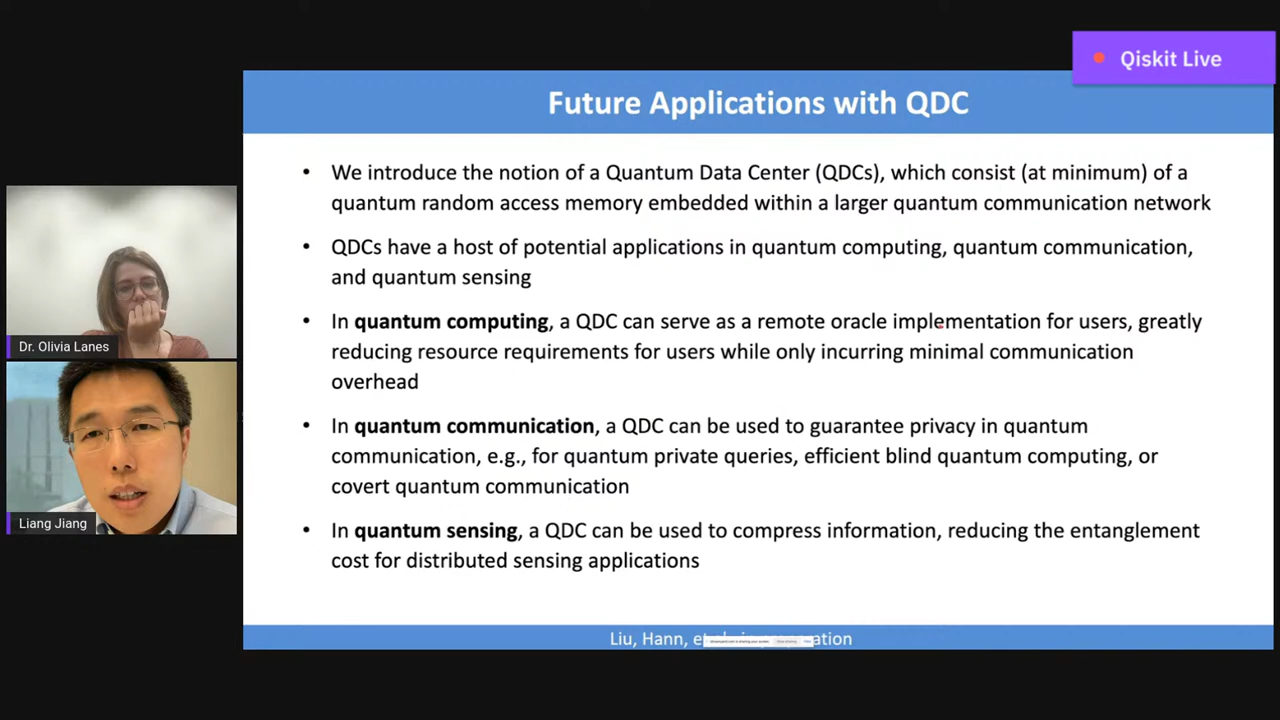 Qiskit Live
Future Applications with QDC
• We introduce the notion of a Quantum Data Center (QDCs), which consist (at minimum) of a
quantum random access memory embedded within a larger quantum communication network
• QDCs have a host of potential applications in quantum computing, quantum communication,
and quantum sensing
• In quantum computing, a QDC can serve as a remote oracle implementation for users, greatly
reducing resource requirements for users while only incurring minimal communication
overhead
• In quantum communication, a QDC can be used to guarantee privacy in quantum
communication, e.g., for quantum private queries, efficient blind quantum computing, or
covert quantum communication
• In quantum sensing, a QDC can be used to compress information, reducing the entanglement
cost for distributed sensing applications
Liu, Hann,
Dr. Olivia Lanes
Liang Jiang